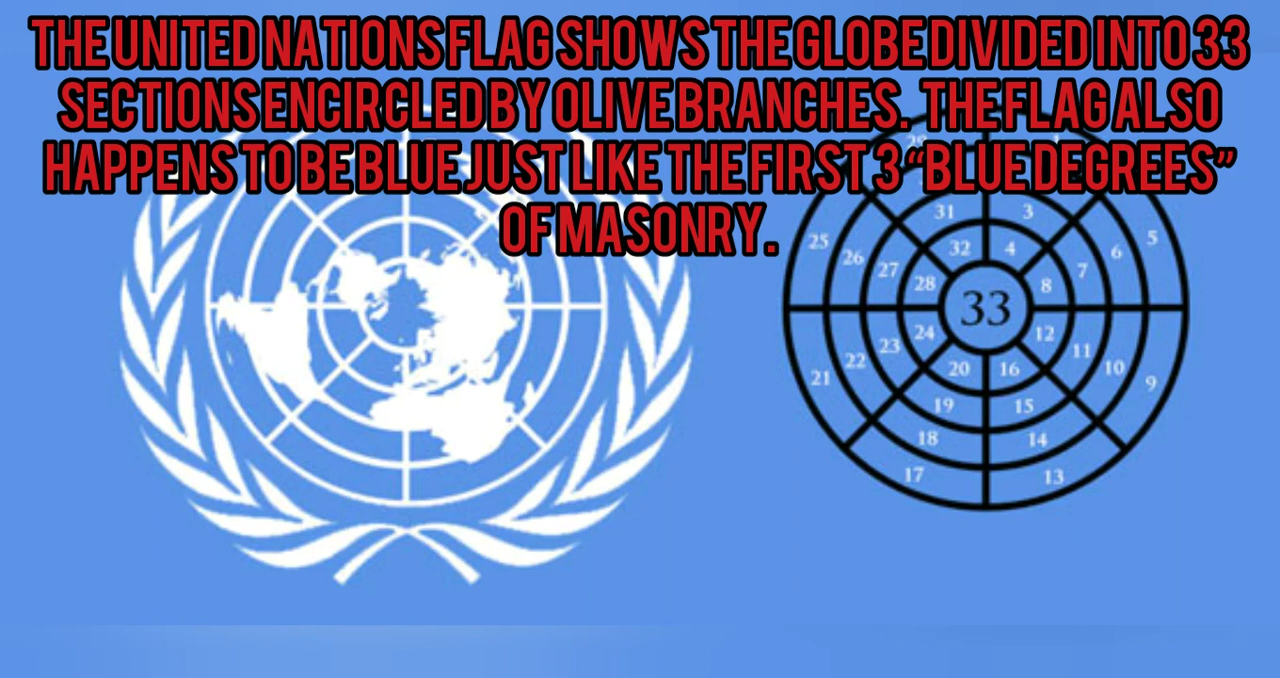 THE UNITED NATIONS FLAG SHOWS THE GLOBE DIVIDED INTO 33
SECTIONS ENCIRCLED BY OLIVE BRANCHES. THE FLAG ALSO
HAPPENS TO BE BLUE JUST LIKE THE FIRST 3 “BLUE DEGREES”
OF MASONRY.
29 1
31 3
25 32 4 6 5
26 27 7
28 8
33
24 12
22 23 11
21 20 16 10 9
19 15
18 14
17 13